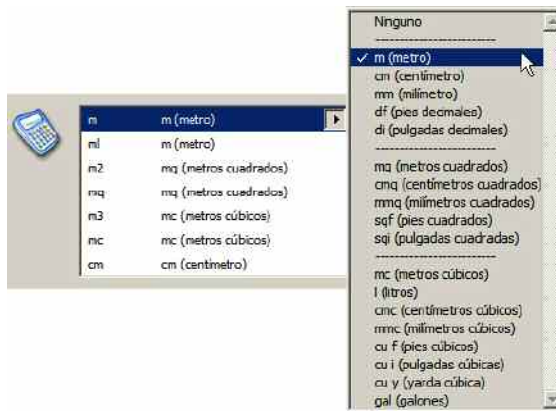 m m (metro)
ml m (metro)
m2 mq (metros cuadrados)
mq mq (metros cuadrados)
m3 mc (metros cúbicos)
mc mc (metros cúbicos)
cm cm (centímetro)
Ninguno
m (metro)
cm (centímetro)
mm (milímetro)
df (pies decimales)
di (pulgadas decimales)
mq (metros cuadrados)
cmq (centímetros cuadrados)
mmq (milímetros cuadrados)
sqf (pies cuadrados)
sqi (pulgadas cuadradas)
mc (metros cúbicos)
l (litros)
cmc (centímetros cúbicos)
mmc (milímetros cúbicos)
cu f (pies cúbicos)
cu i (pulgadas cúbicas)
cu y (yarda cúbica)
gal (galones)